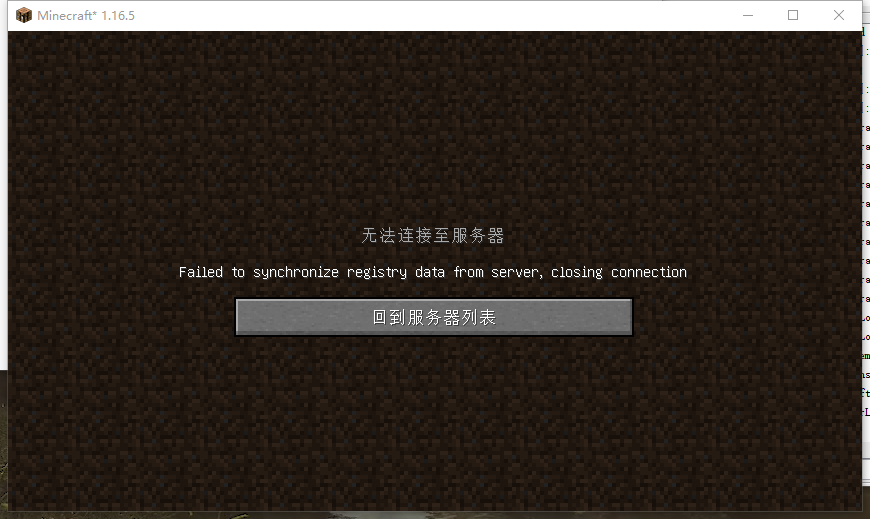 Minecraft* 1.16.5
无法连接至服务器
Failed to synchronize registry data from server, closing connection
回到服务器列表